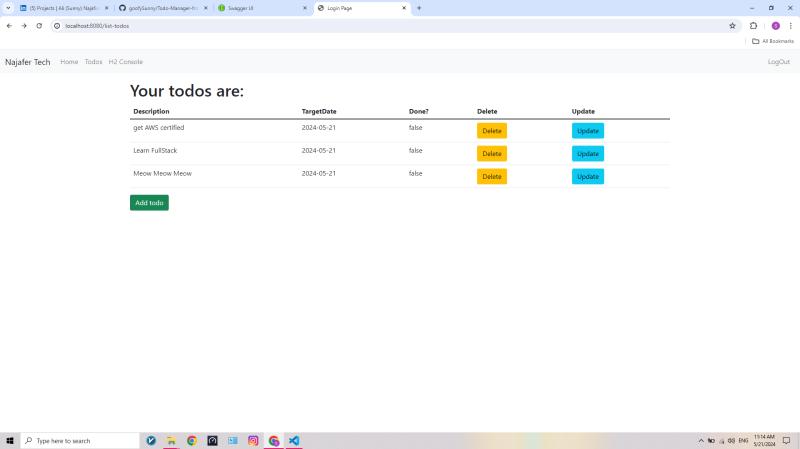 (5) Projects | Ali (Sunny) Najafi
goofySunny/Todo-Manager-fro
Swagger UI
Login Page
localhost:8080/list-todos
All Bookmarks
Najafer Tech Home Todos H2 Console LogOut
Your todos are:
Description TargetDate Done? Delete Update
get AWS certified 2024-05-21 false Delete Update
Learn FullStack 2024-05-21 false Delete Update
Meow Meow Meow 2024-05-21 false Delete Update
Add todo
Type here to search
ENG
11:14 AM
5/21/2024